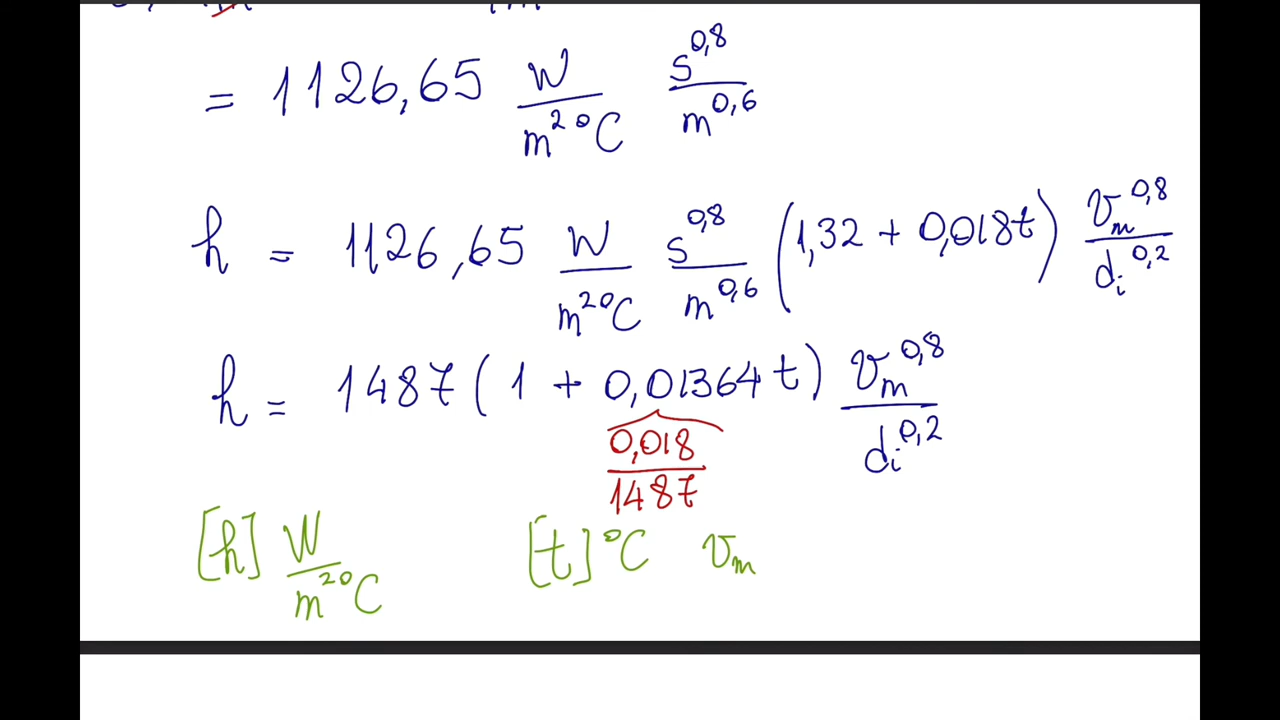 = 1126,65 W/(m² °C) s^0,8/m^0,6
h = 1126,65 W/(m² °C) s^0,8/m^0,6 (1,32 + 0,018t) v_m^0,8/d_i^0,2
h = 1487 (1 + 0,01364 t) v_m^0,8/d_i^0,2
0,018/1487
[h] W/(m² °C) [t] °C v_m